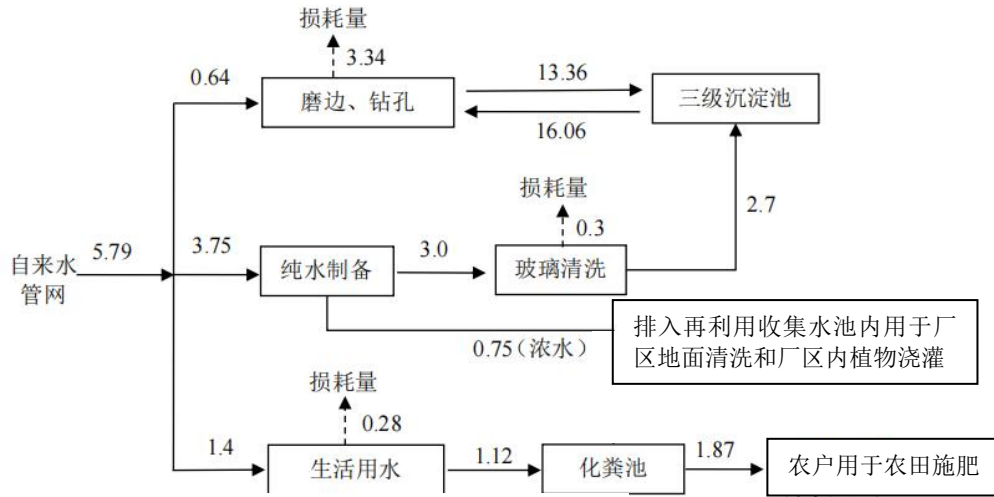 损耗量
3.34
0.64
磨边、钻孔
13.36
16.06
三级沉淀池
损耗量
0.3
2.7
自来水
管网
5.79
3.75
纯水制备
3.0
玻璃清洗
0.75（浓水）
排入再利用收集水池内用于厂
区地面清洗和厂区内植物浇灌
损耗量
0.28
1.4
生活用水
1.12
化粪池
1.87
农户用于农田施肥